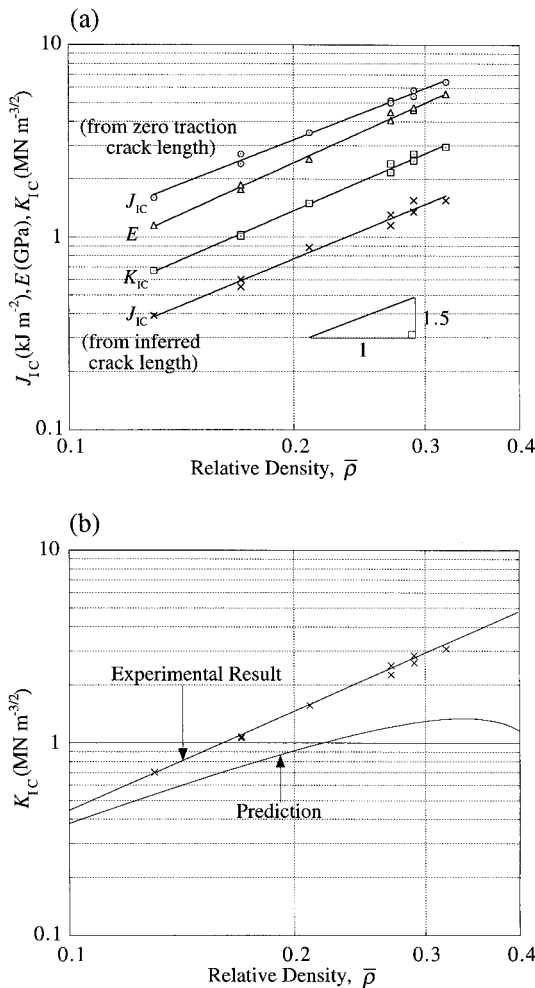 (a)
10
(from zero traction
crack length)
J_IC
E
K_IC
J_IC
(from inferred
crack length)
1.5
1
1
0.1
0.1
0.2
0.3
0.4
J_IC (kJ m⁻²), E (GPa), K_IC (MN m⁻³/²)
Relative Density, ρ̅
(b)
10
Experimental Result
1
Prediction
0.1
0.1
0.2
0.3
0.4
K_IC (MN m⁻³/²)
Relative Density, ρ̅